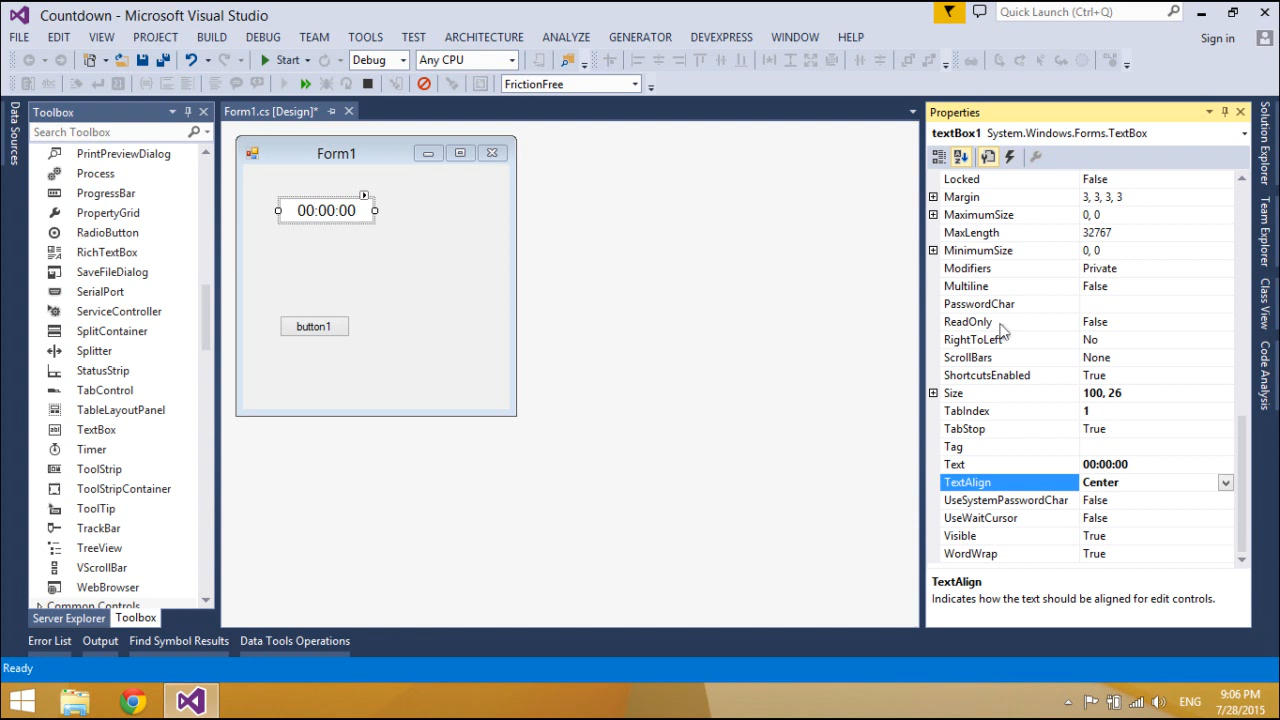 Countdown - Microsoft Visual Studio
Quick Launch (Ctrl+Q)
FILE EDIT VIEW PROJECT BUILD DEBUG TEAM TOOLS TEST ARCHITECTURE ANALYZE GENERATOR DEVEXPRESS WINDOW HELP
Sign in
Start Debug Any CPU
FrictionFree
Data Sources
Toolbox
Search Toolbox
PrintPreviewDialog
Process
ProgressBar
PropertyGrid
RadioButton
RichTextBox
SaveFileDialog
SerialPort
ServiceController
SplitContainer
Splitter
StatusStrip
TabControl
TableLayoutPanel
TextBox
Timer
ToolStrip
ToolStripContainer
ToolTip
TrackBar
TreeView
VScrollBar
WebBrowser
Common Controls
Server Explorer Toolbox
Form1.cs [Design]*
Form1
00:00:00
button1
Properties
textBox1 System.Windows.Forms.TextBox
Locked False
Margin 3, 3, 3, 3
MaximumSize 0, 0
MaxLength 32767
MinimumSize 0, 0
Modifiers Private
Multiline False
PasswordChar
ReadOnly False
RightToLeft No
ScrollBars None
ShortcutsEnabled True
Size 100, 26
TabIndex 1
TabStop True
Tag
Text 00:00:00
TextAlign Center
UseSystemPasswordChar False
UseWaitCursor False
Visible True
WordWrap True
TextAlign
Indicates how the text should be aligned for edit controls.
Solution Explorer
Team Explorer
Class View
Code Analysis
Error List Output Find Symbol Results Data Tools Operations
Ready
ENG
9:06 PM
7/28/2015